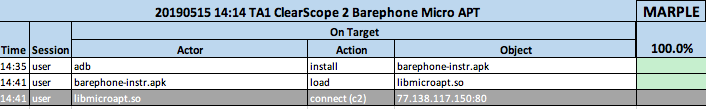 20190515 14:14 TA1 ClearScope 2 Barephone Micro APT MARPLE
On Target
Time Session Actor Action Object 100.0%
14:35 user adb install barephone-instr.apk
14:41 user barephone-instr.apk load libmicroapt.so
14:41 user libmicroapt.so connect (c2) 77.138.117.150:80